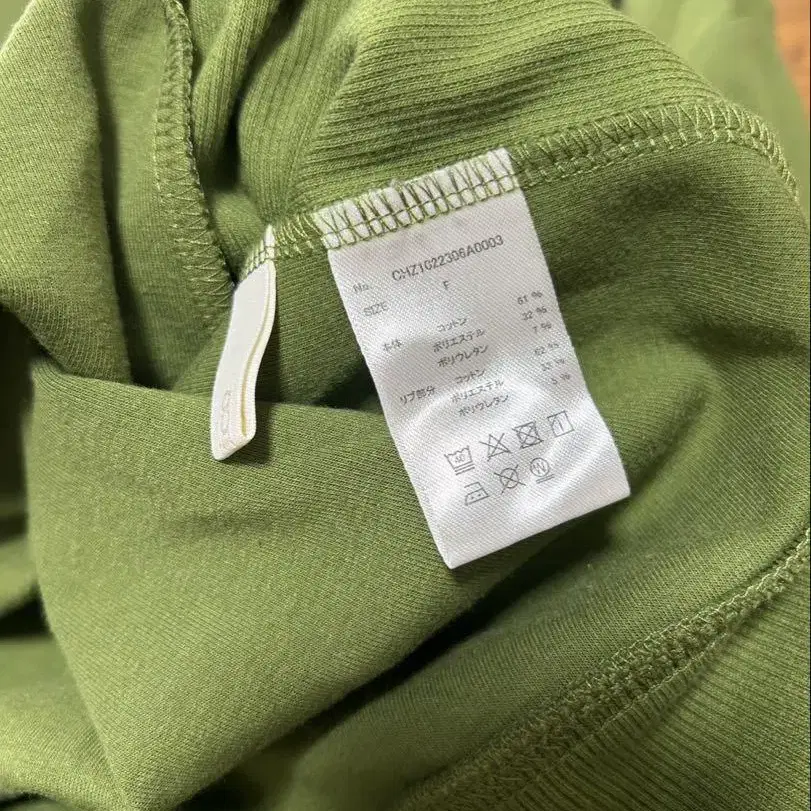 No. CHZ1022306A0003
SIZE F
本体 コットン 61 %
ポリエステル 32 %
ポリウレタン 7 %
リブ部分 コットン 62 %
ポリエステル 33 %
ポリウレタン 5 %
40
W